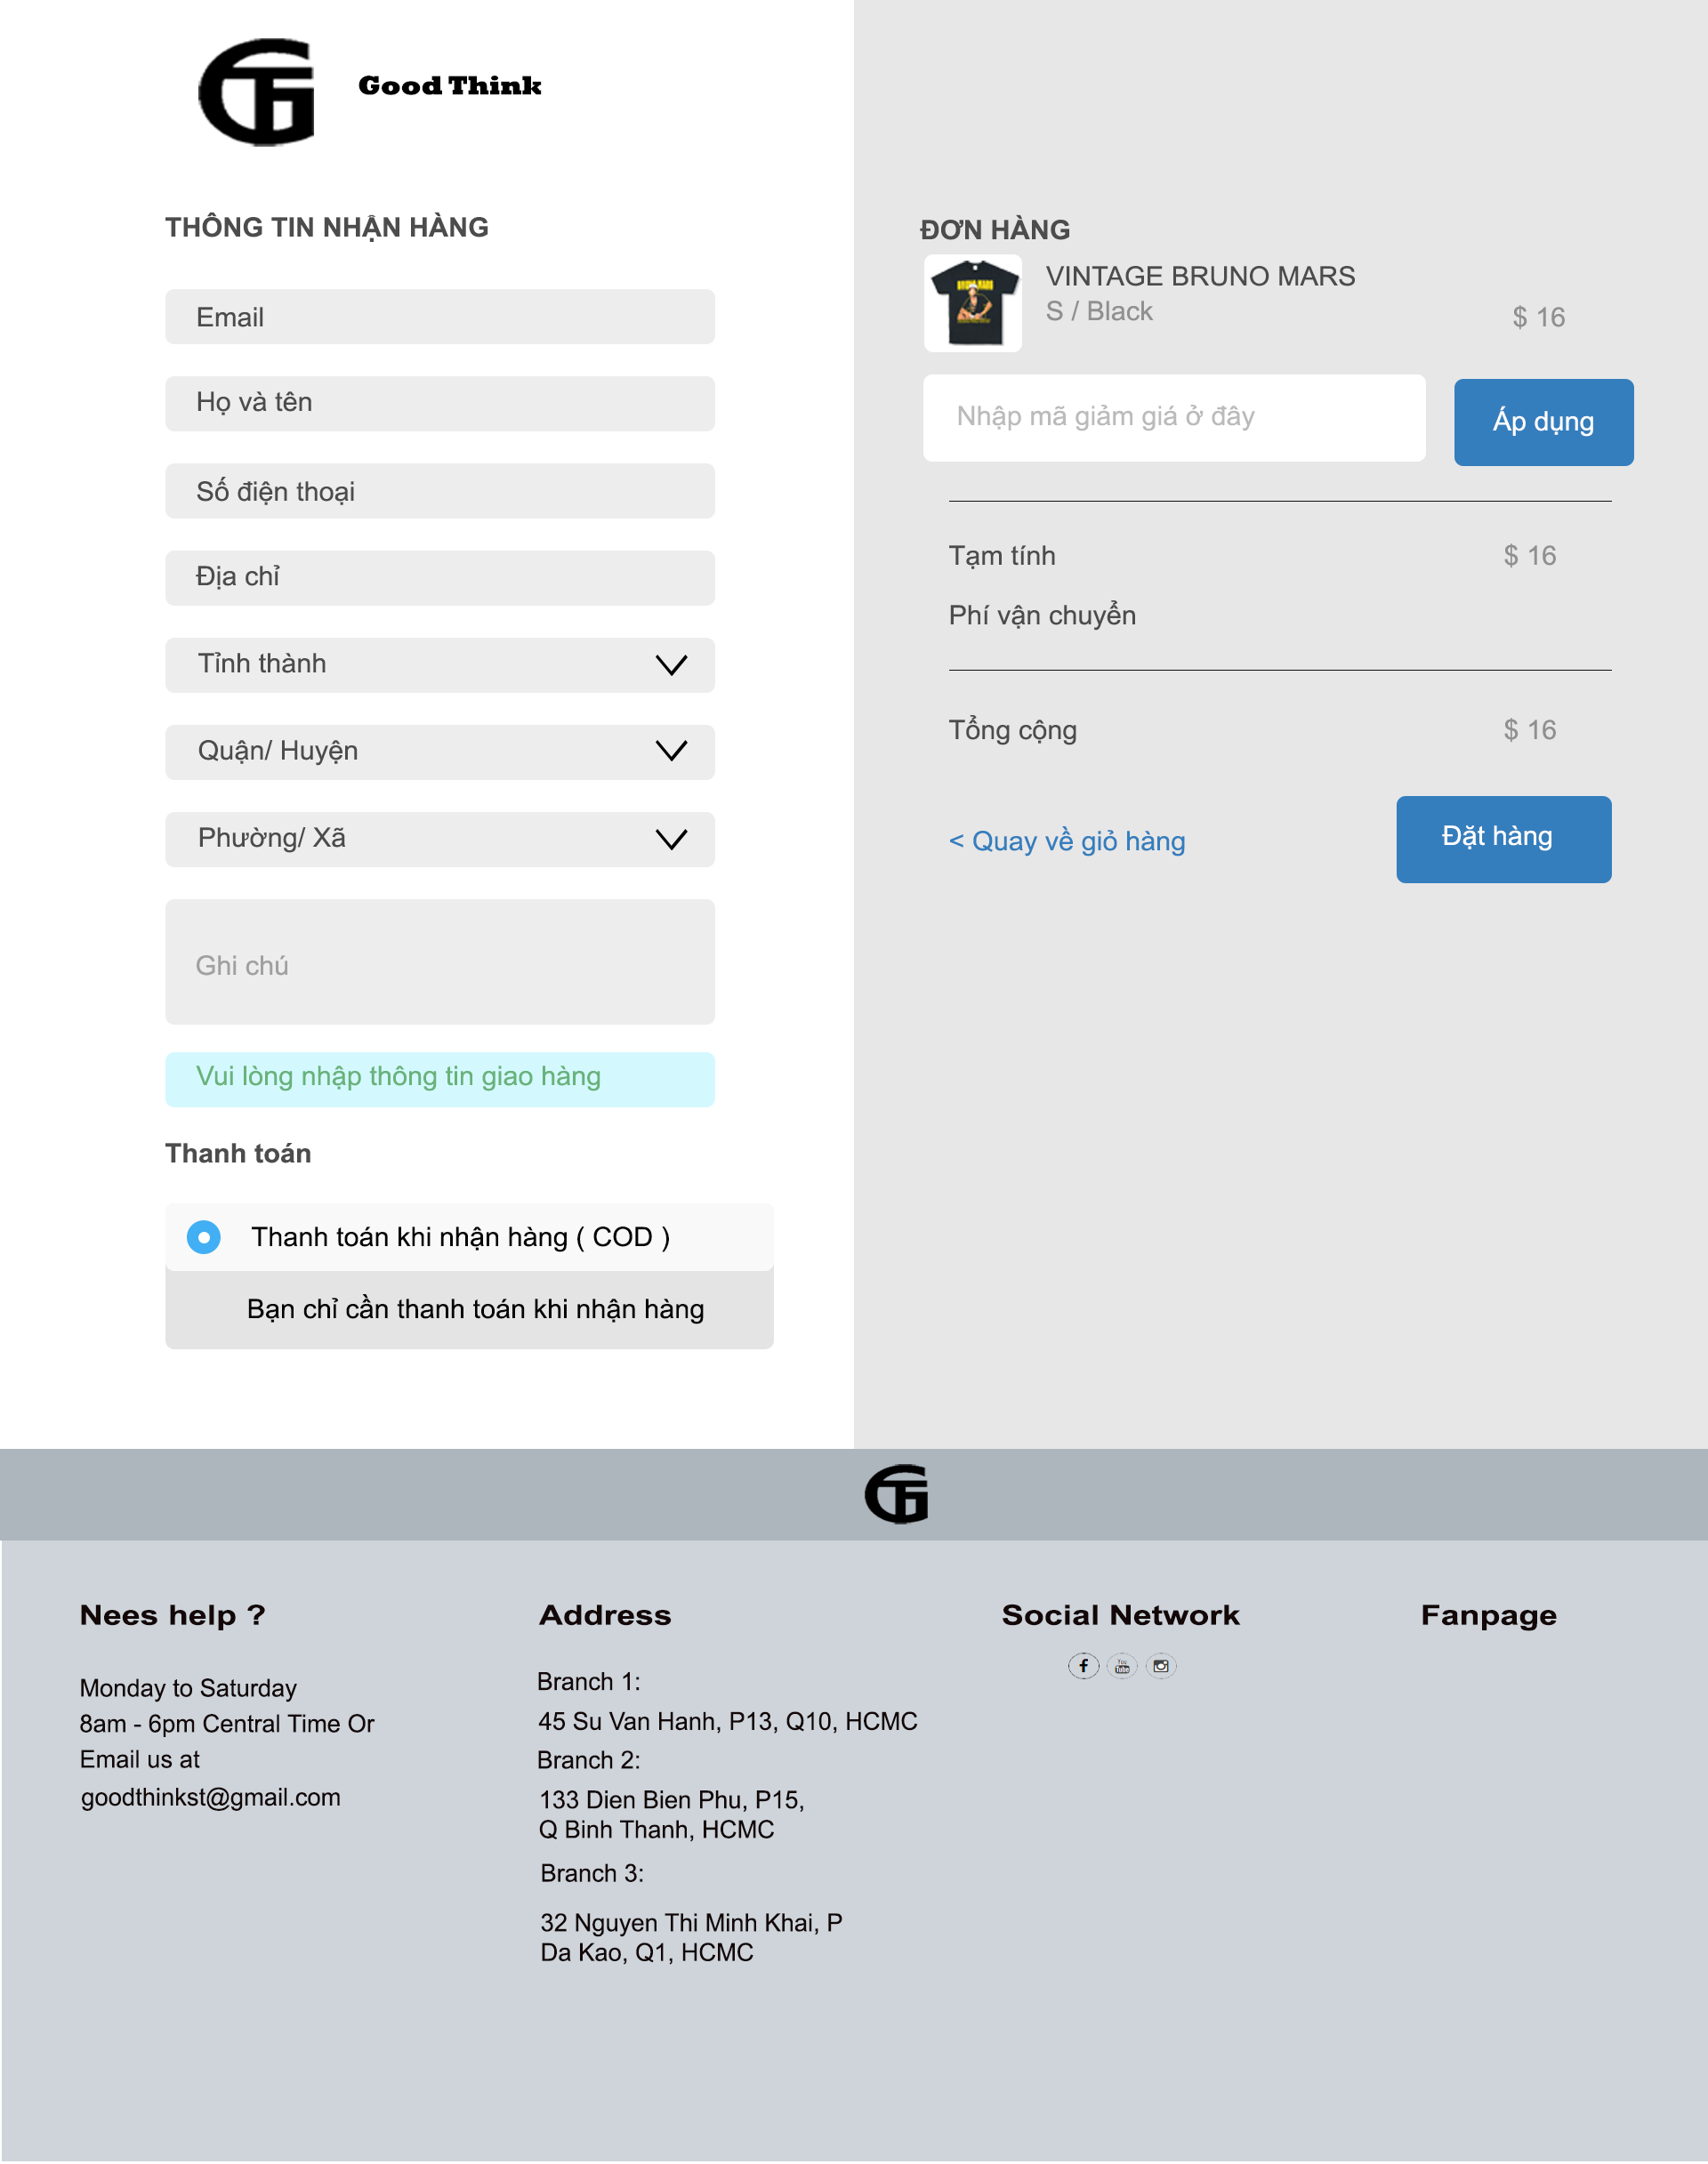 Good Think
THÔNG TIN NHẬN HÀNG
Email
Họ và tên
Số điện thoại
Địa chỉ
Tỉnh thành
Quận/ Huyện
Phường/ Xã
Ghi chú
Vui lòng nhập thông tin giao hàng
Thanh toán
Thanh toán khi nhận hàng ( COD )
Bạn chỉ cần thanh toán khi nhận hàng
ĐƠN HÀNG
BRUNO MARS
VINTAGE BRUNO MARS
S / Black
$ 16
Nhập mã giảm giá ở đây
Áp dụng
Tạm tính
$ 16
Phí vận chuyển
Tổng cộng
$ 16
< Quay về giỏ hàng
Đặt hàng
Nees help ?
Monday to Saturday
8am - 6pm Central Time Or
Email us at
goodthinkst@gmail.com
Address
Branch 1:
45 Su Van Hanh, P13, Q10, HCMC
Branch 2:
133 Dien Bien Phu, P15,
Q Binh Thanh, HCMC
Branch 3:
32 Nguyen Thi Minh Khai, P
Da Kao, Q1, HCMC
Social Network
You
Tube
Fanpage